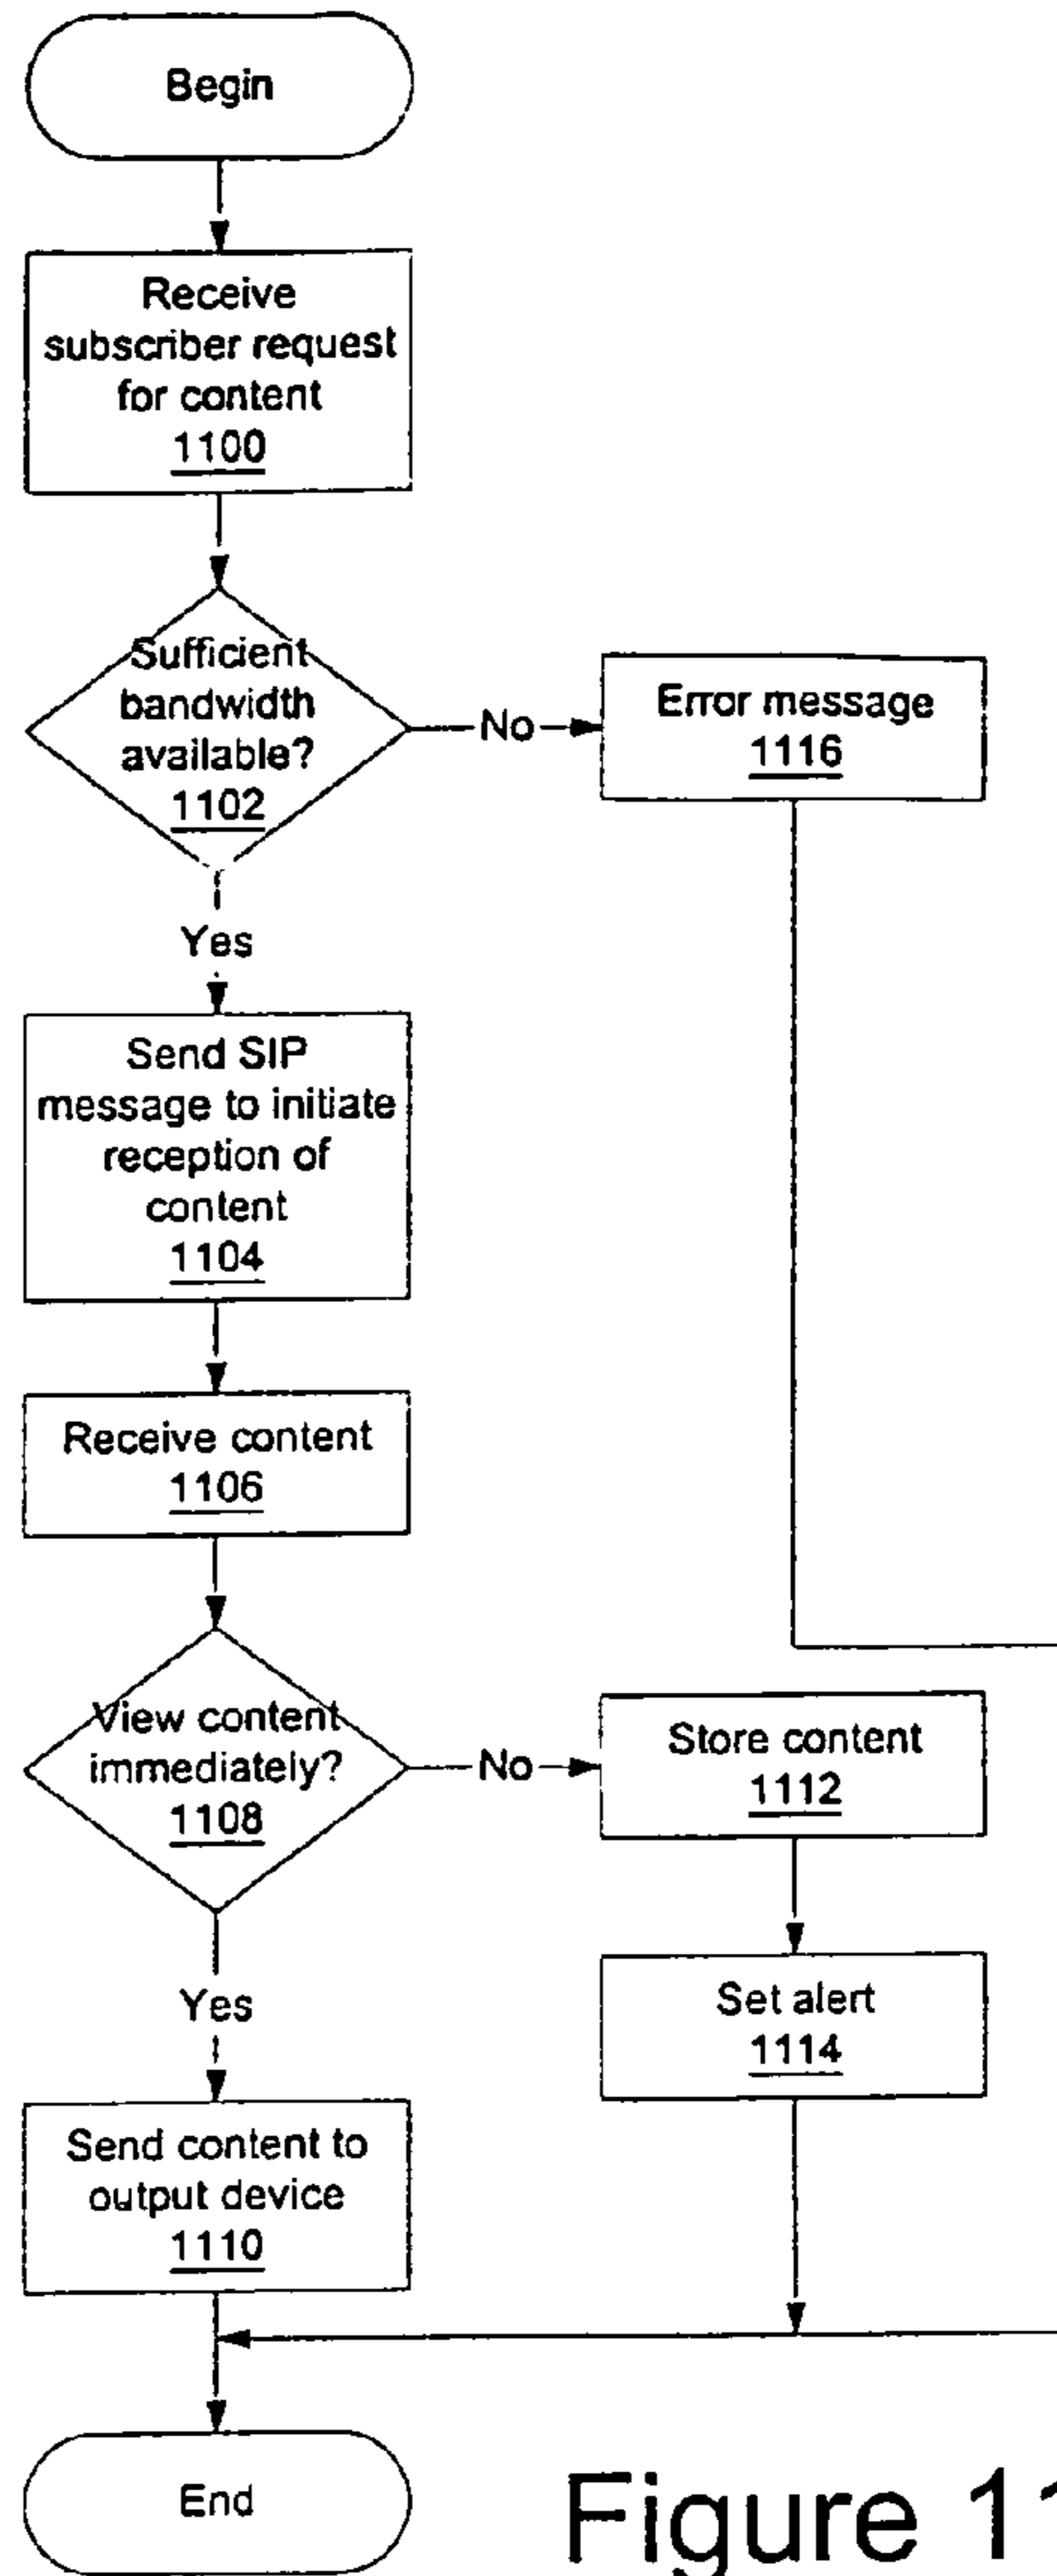 Begin
Receive
subscriber request
for content
1100
Sufficient
bandwidth
available?
1102
No
Error message
1116
Yes
Send SIP
message to initiate
reception of
content
1104
Receive content
1106
View content
immediately?
1108
No
Store content
1112
Set alert
1114
Yes
Send content to
output device
1110
End
Figure 11